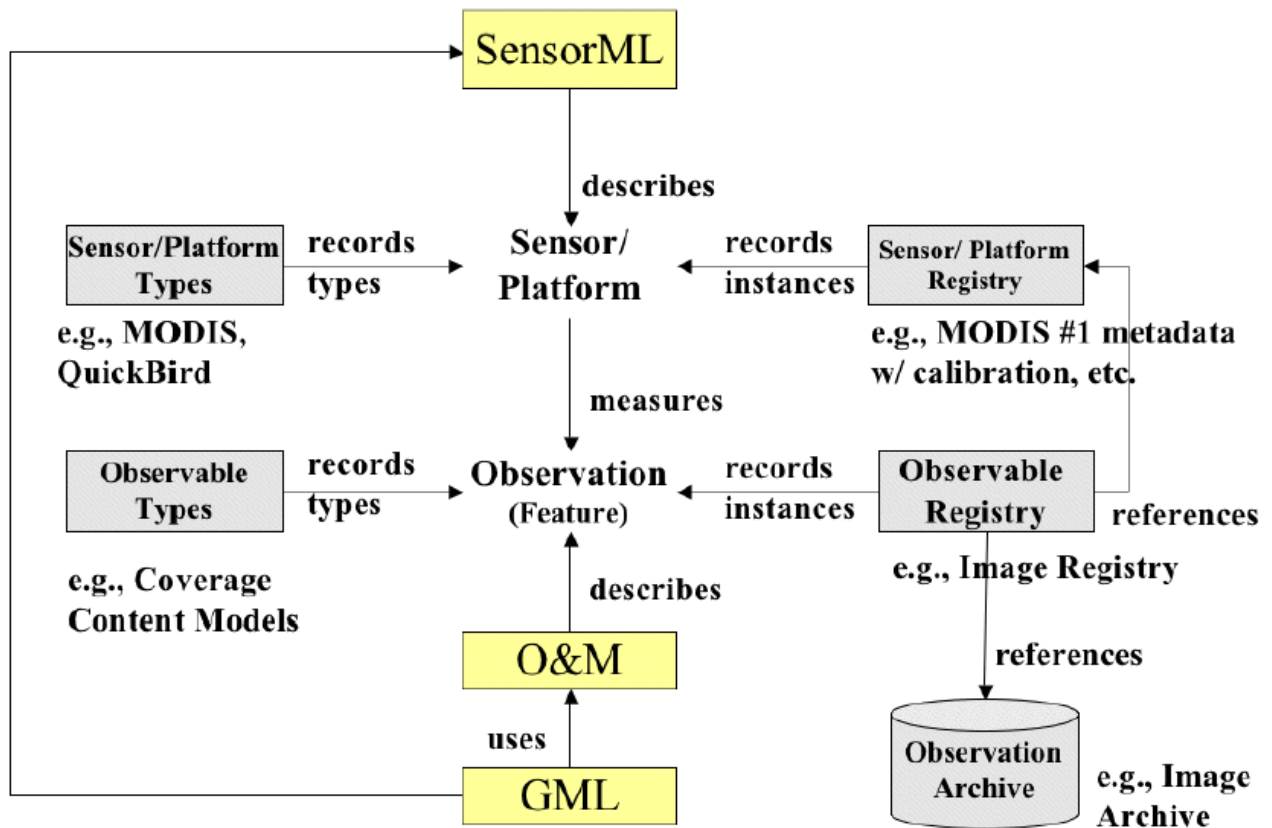 SensorML
describes
Sensor/Platform
Types
records
types
Sensor/
Platform
records
instances
Sensor/ Platform
Registry
e.g., MODIS,
QuickBird
e.g., MODIS #1 metadata
w/ calibration, etc.
measures
Observable
Types
records
types
Observation
(Feature)
records
instances
Observable
Registry
references
e.g., Coverage
Content Models
describes
e.g., Image Registry
O&M
references
uses
GML
Observation
Archive
e.g., Image
Archive